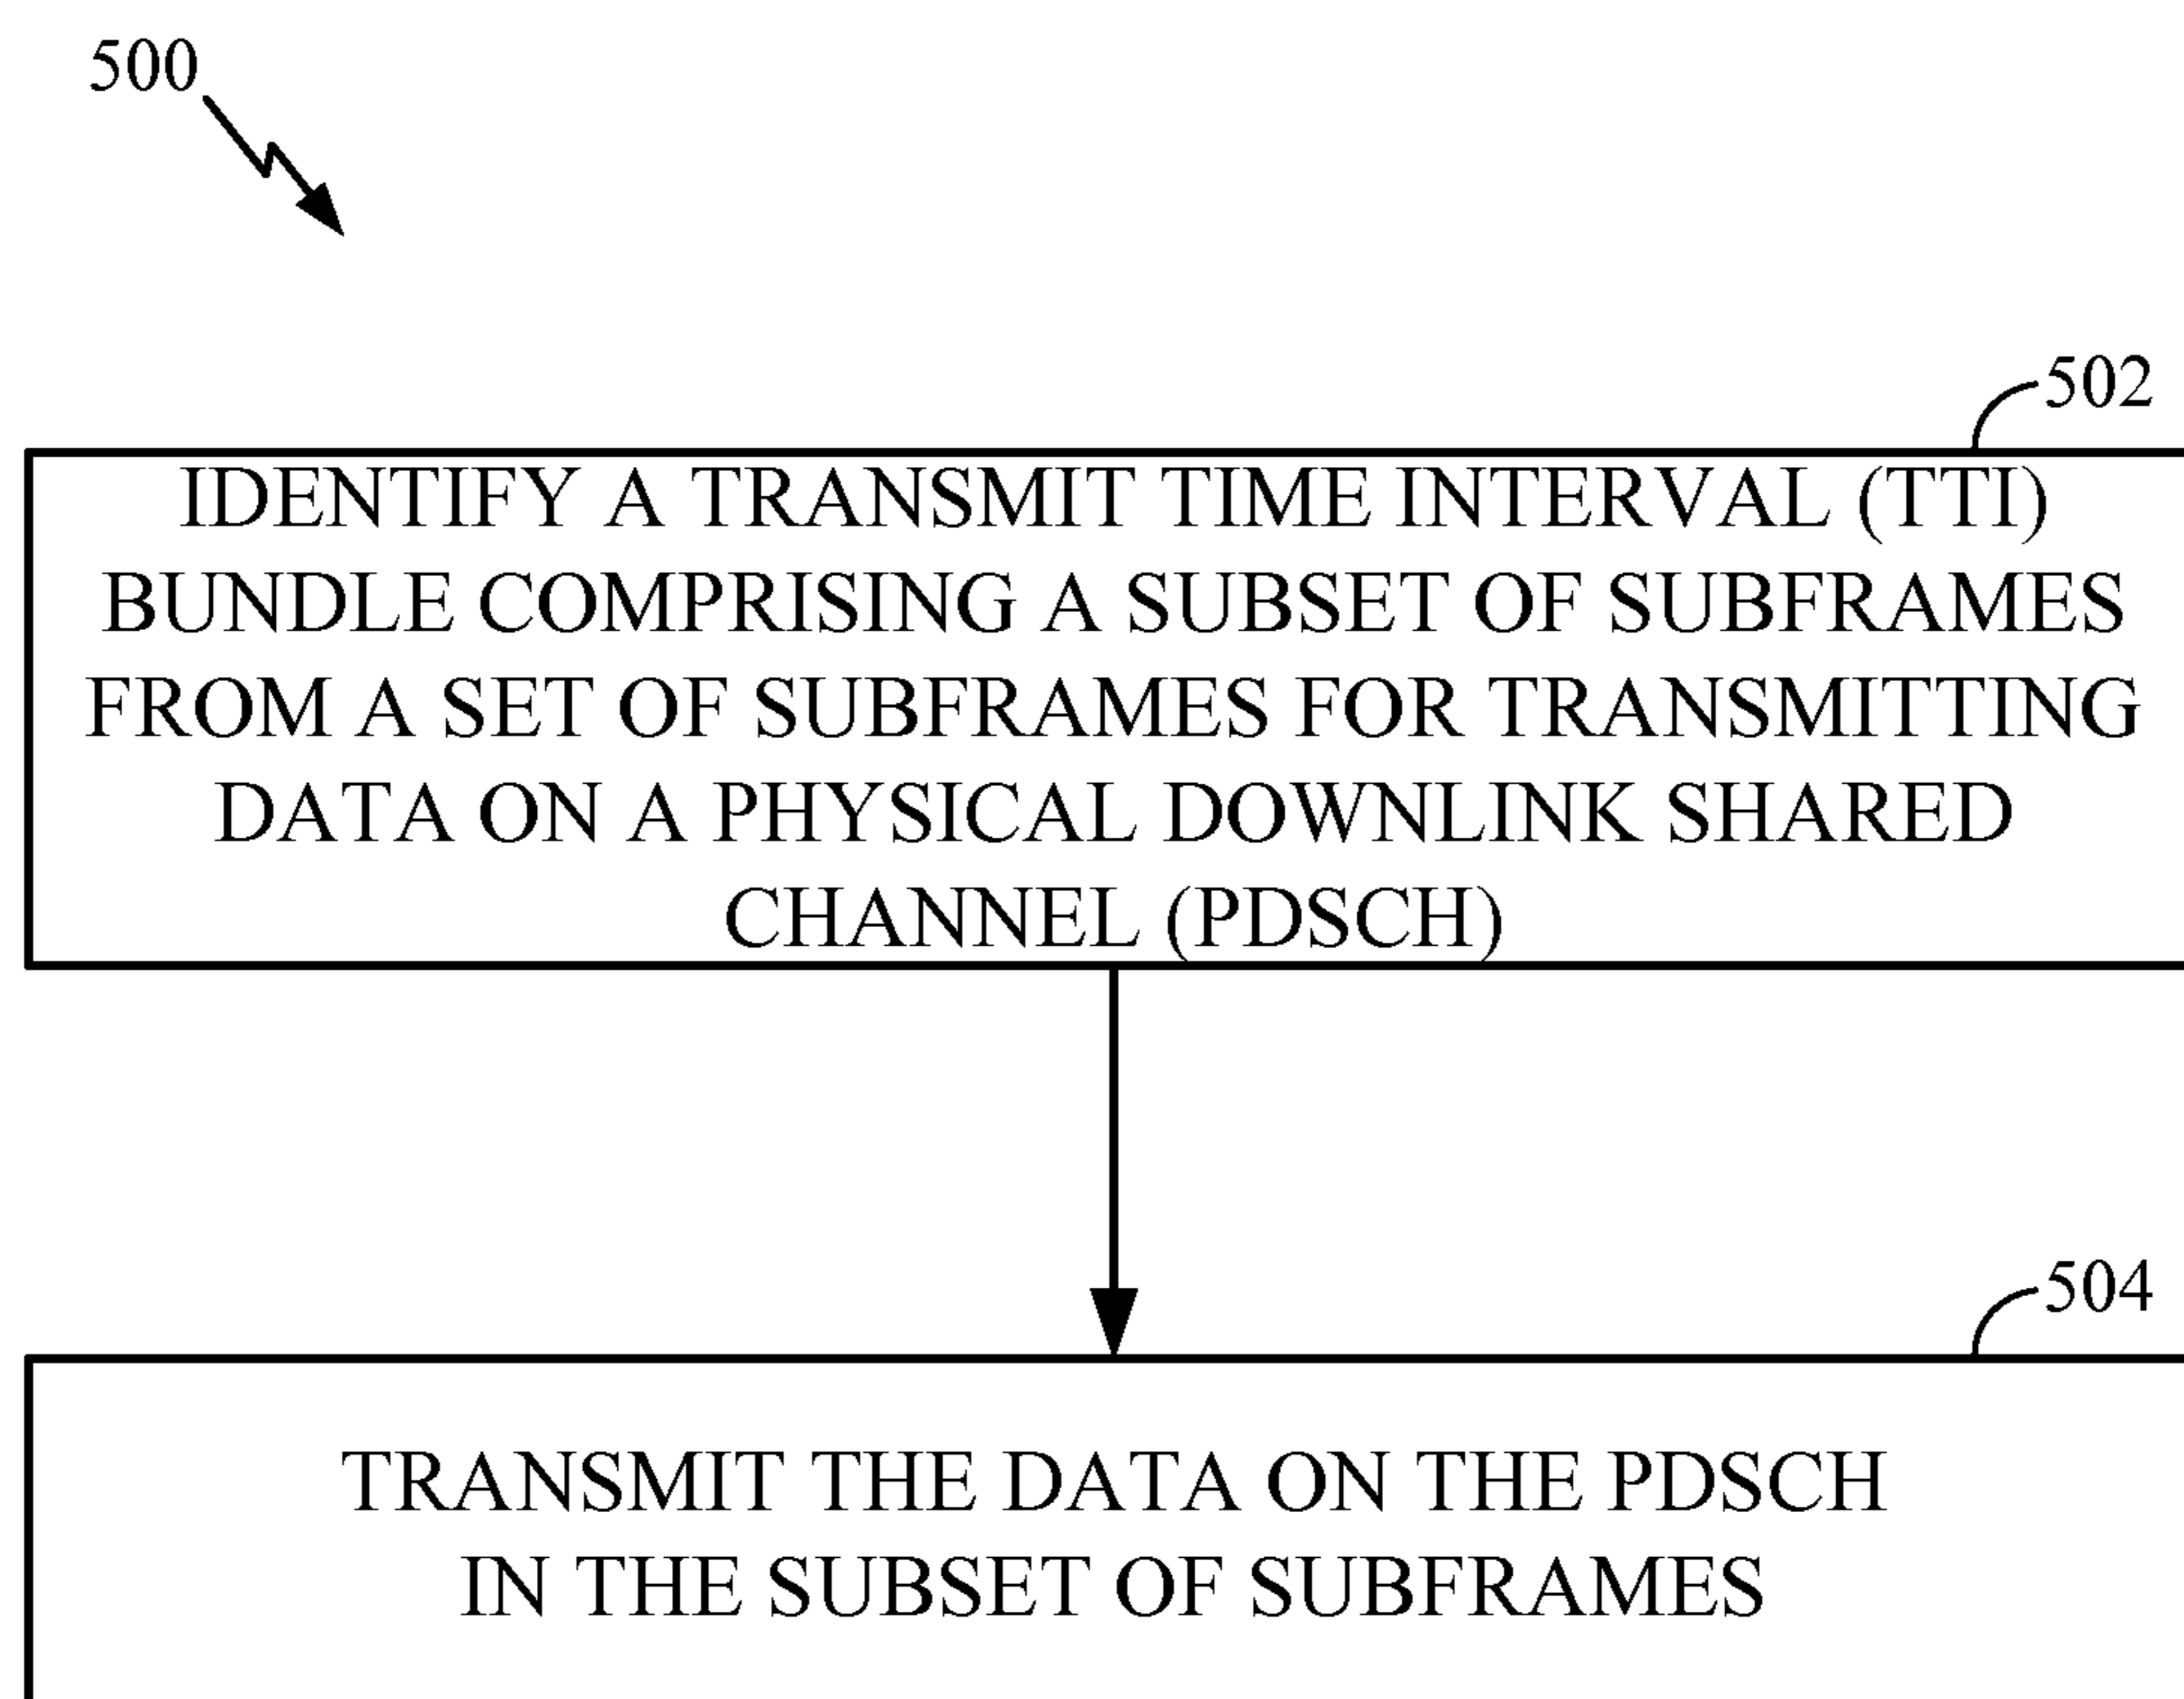 500
502
IDENTIFY A TRANSMIT TIME INTERVAL (TTI)
BUNDLE COMPRISING A SUBSET OF SUBFRAMES
FROM A SET OF SUBFRAMES FOR TRANSMITTING
DATA ON A PHYSICAL DOWNLINK SHARED
CHANNEL (PDSCH)
504
TRANSMIT THE DATA ON THE PDSCH
IN THE SUBSET OF SUBFRAMES